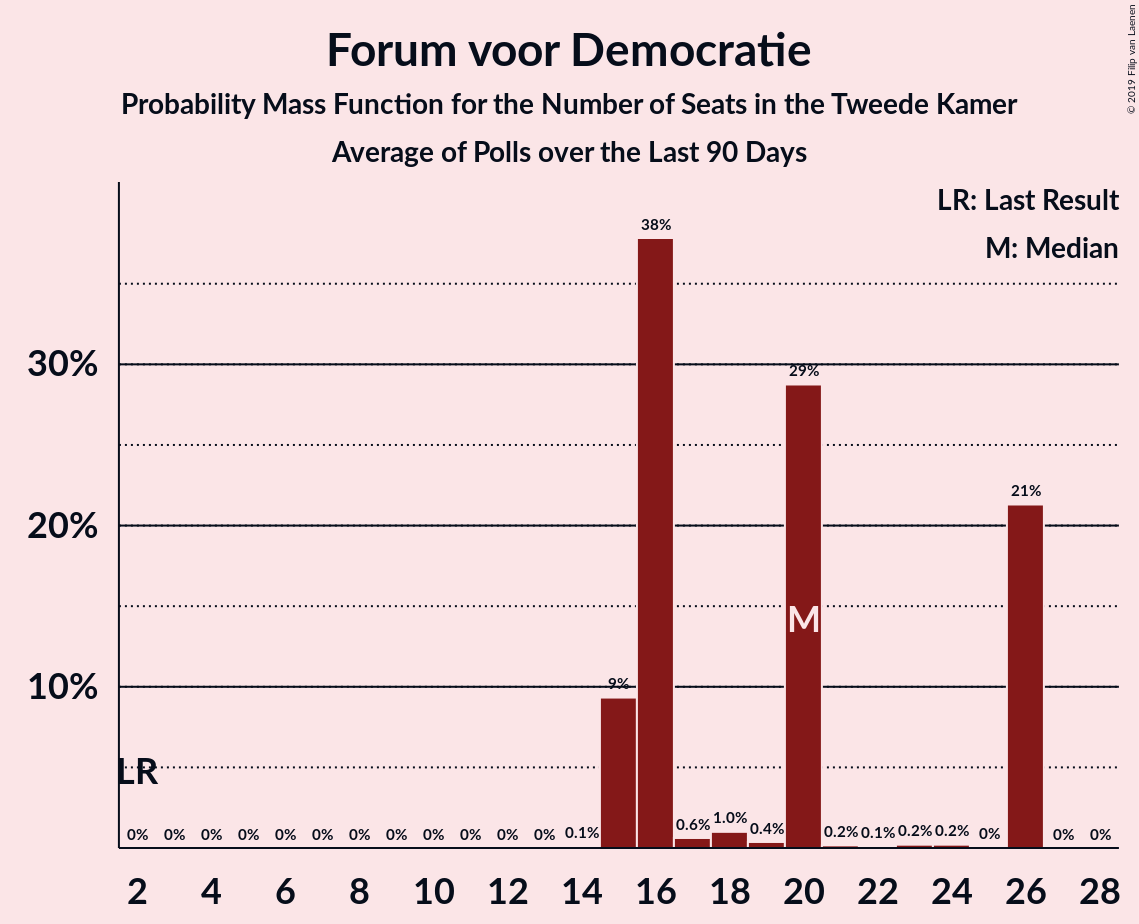 Forum voor Democratie
Probability Mass Function for the Number of Seats in the Tweede Kamer
Average of Polls over the Last 90 Days
© 2019 Filip van Laenen
LR: Last Result
M: Median
38%
30%
29%
20%
21%
M
10%
9%
LR
0% 0% 0% 0% 0% 0% 0% 0% 0% 0% 0% 0% 0.1% 0.6% 1.0% 0.4% 0.2% 0.1% 0.2% 0.2% 0% 0% 0%
2 4 6 8 10 12 14 16 18 20 22 24 26 28